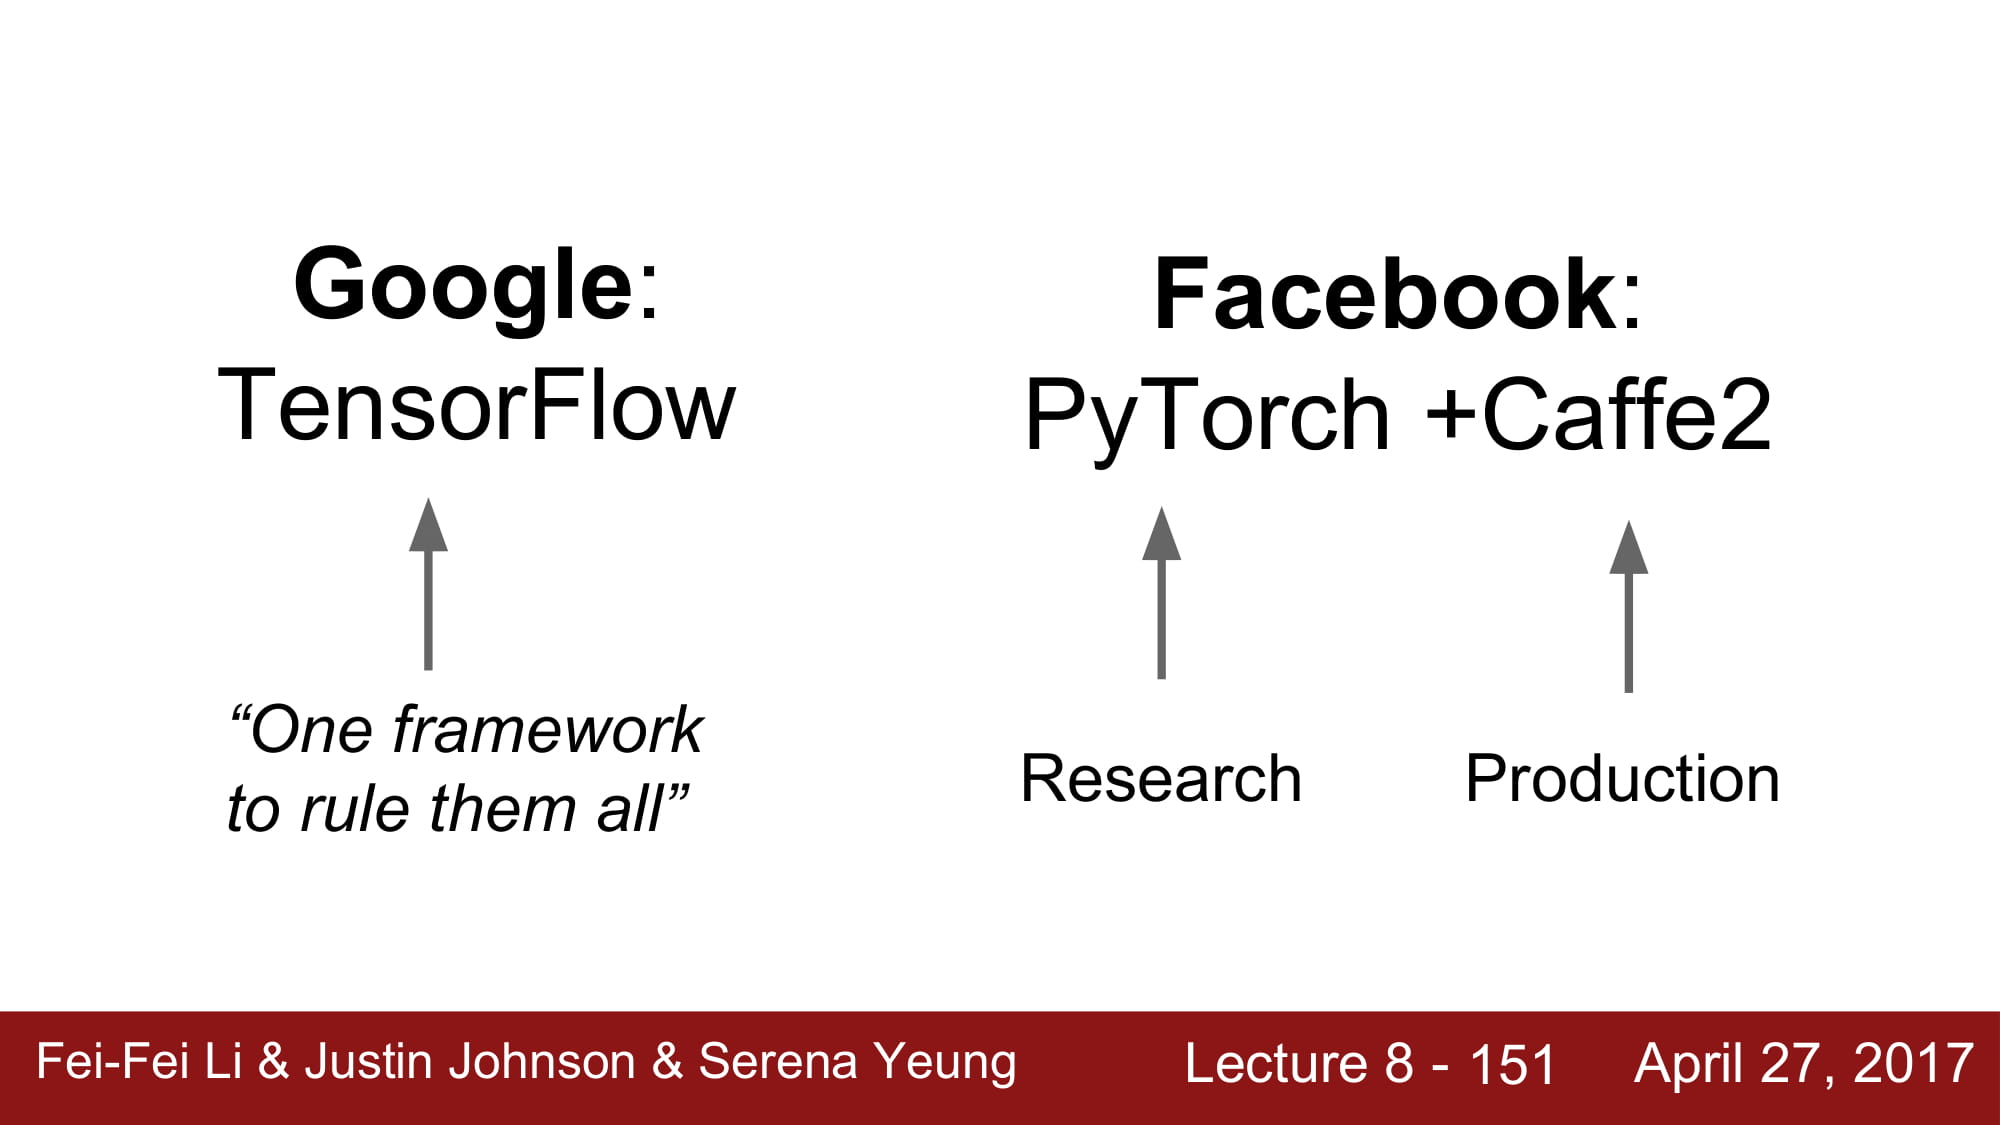 Google:
TensorFlow
“One framework
to rule them all”
Facebook:
PyTorch +Caffe2
Research
Production
Fei-Fei Li & Justin Johnson & Serena Yeung
Lecture 8 - 151
April 27, 2017